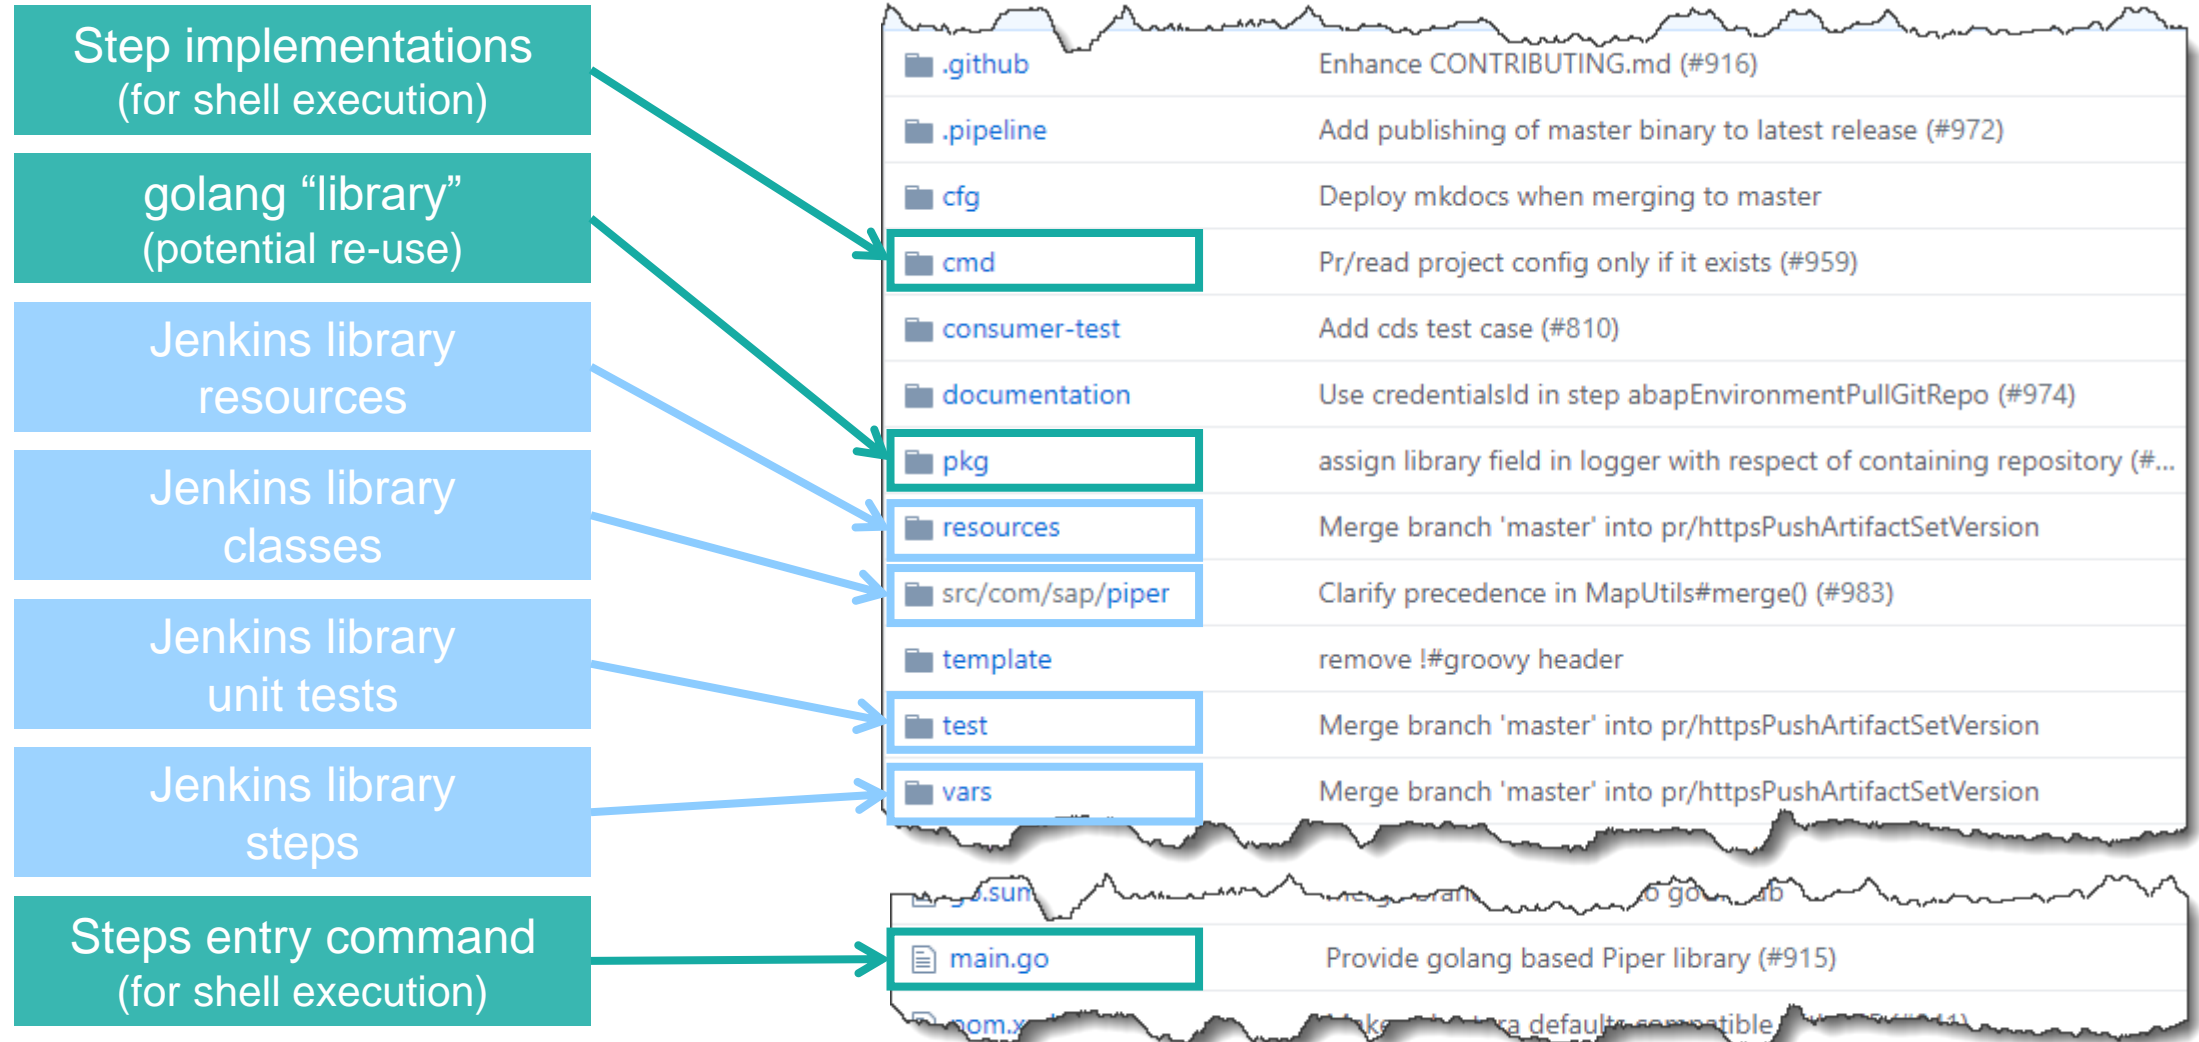 Step implementations
(for shell execution)
golang “library”
(potential re-use)
Jenkins library
resources
Jenkins library
classes
Jenkins library
unit tests
Jenkins library
steps
Steps entry command
(for shell execution)
.github Enhance CONTRIBUTING.md (#916)
.pipeline Add publishing of master binary to latest release (#972)
cfg Deploy mkdocs when merging to master
cmd Pr/read project config only if it exists (#959)
consumer-test Add cds test case (#810)
documentation Use credentialsId in step abapEnvironmentPullGitRepo (#974)
pkg assign library field in logger with respect of containing repository (#...
resources Merge branch 'master' into pr/httpsPushArtifactSetVersion
src/com/sap/piper Clarify precedence in MapUtils#merge() (#983)
template remove !#groovy header
test Merge branch 'master' into pr/httpsPushArtifactSetVersion
vars Merge branch 'master' into pr/httpsPushArtifactSetVersion
main.go Provide golang based Piper library (#915)
defaults